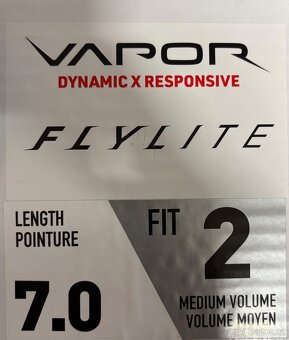 VAPOR
DYNAMIC X RESPONSIVE
FLYLITE
LENGTH
POINTURE
7.0
FIT
2
MEDIUM VOLUME
VOLUME MOYEN